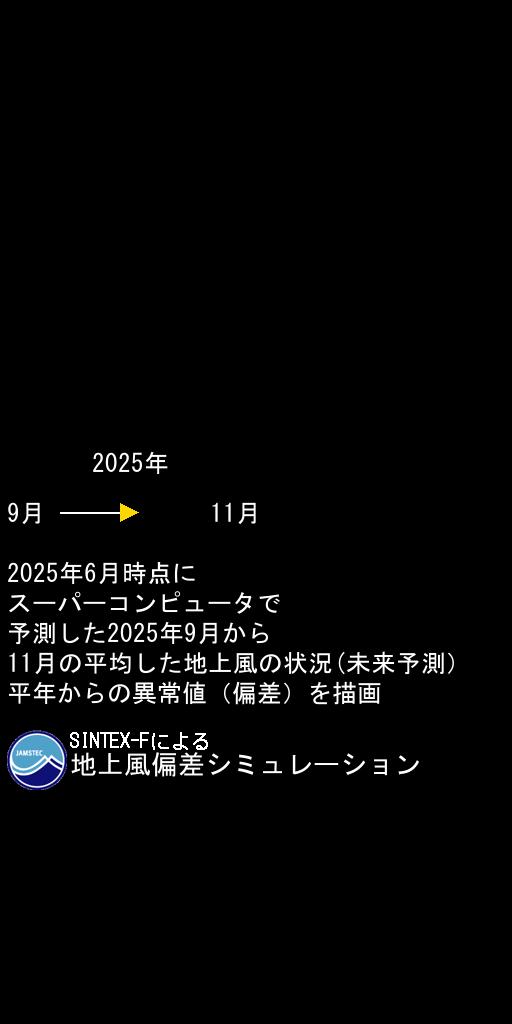 2025年
9月 11月
2025年6月時点に
スーパーコンピュータで
予測した2025年9月から
11月の平均した地上風の状況(未来予測)
平年からの異常値（偏差）を描画
SINTEX-Fによる
JAMSTEC
地上風偏差シミュレーション